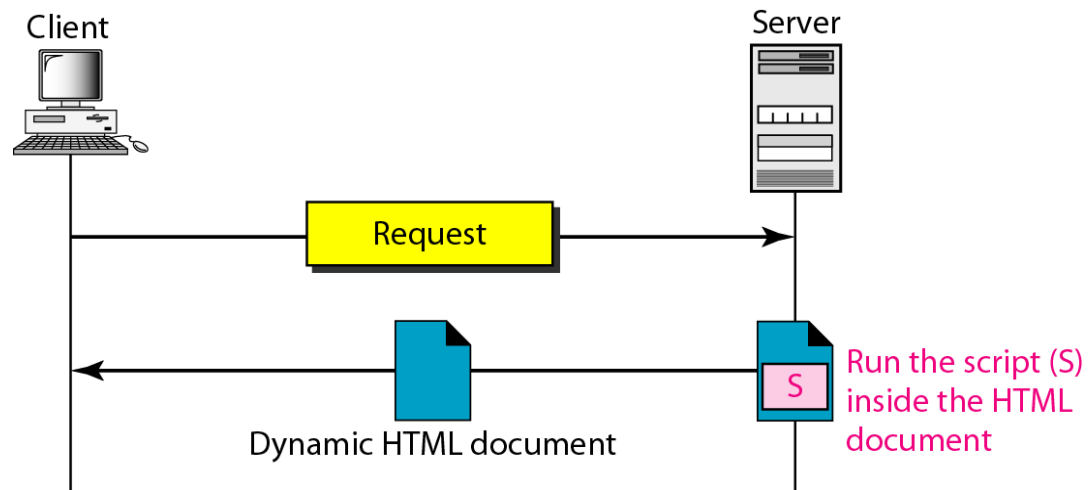 Client
Server
Request
S
Run the script (S)
inside the HTML
document
Dynamic HTML document